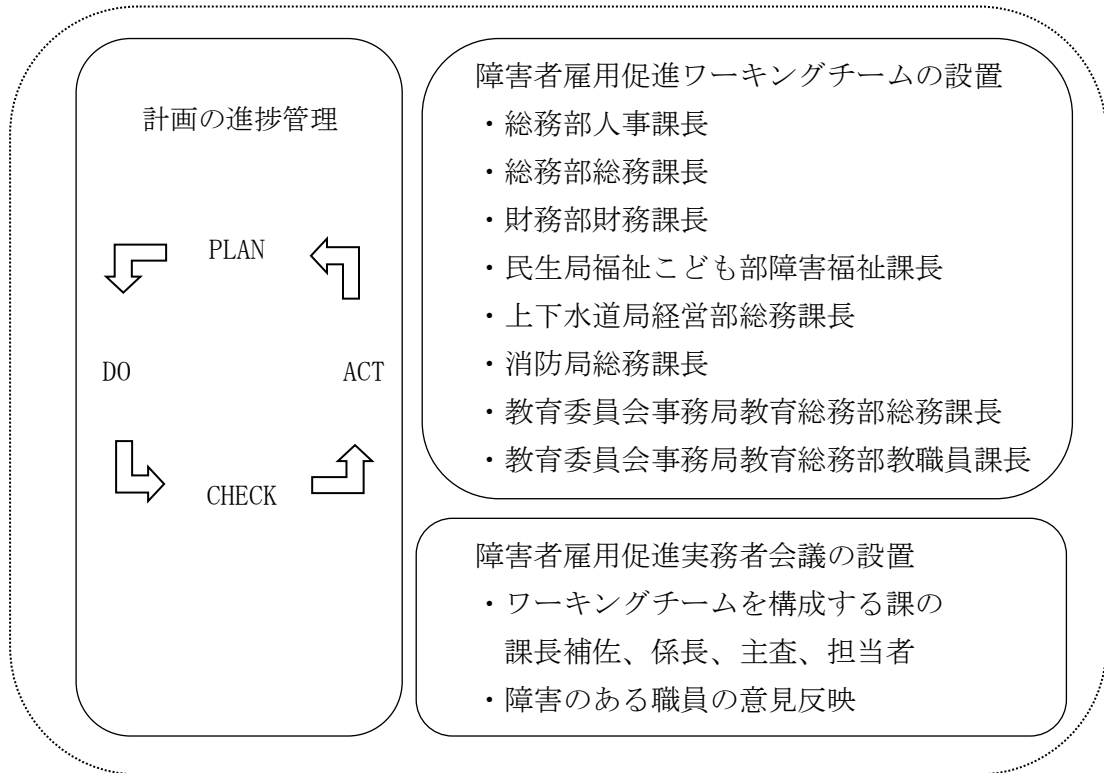 計画の進捗管理
PLAN
DO
ACT
CHECK
障害者雇用促進ワーキングチームの設置
・総務部人事課長
・総務部総務課長
・財務部財務課長
・民生局福祉こども部障害福祉課長
・上下水道局経営部総務課長
・消防局総務課長
・教育委員会事務局教育総務部総務課長
・教育委員会事務局教育総務部教職員課長
障害者雇用促進実務者会議の設置
・ワーキングチームを構成する課の
課長補佐、係長、主査、担当者
・障害のある職員の意見反映